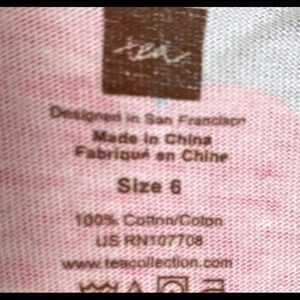 tea
Designed in San Francisco
Made in China
Fabriqué en Chine
Size 6
100% Cotton/Coton
US RN107708
www.teacollection.com